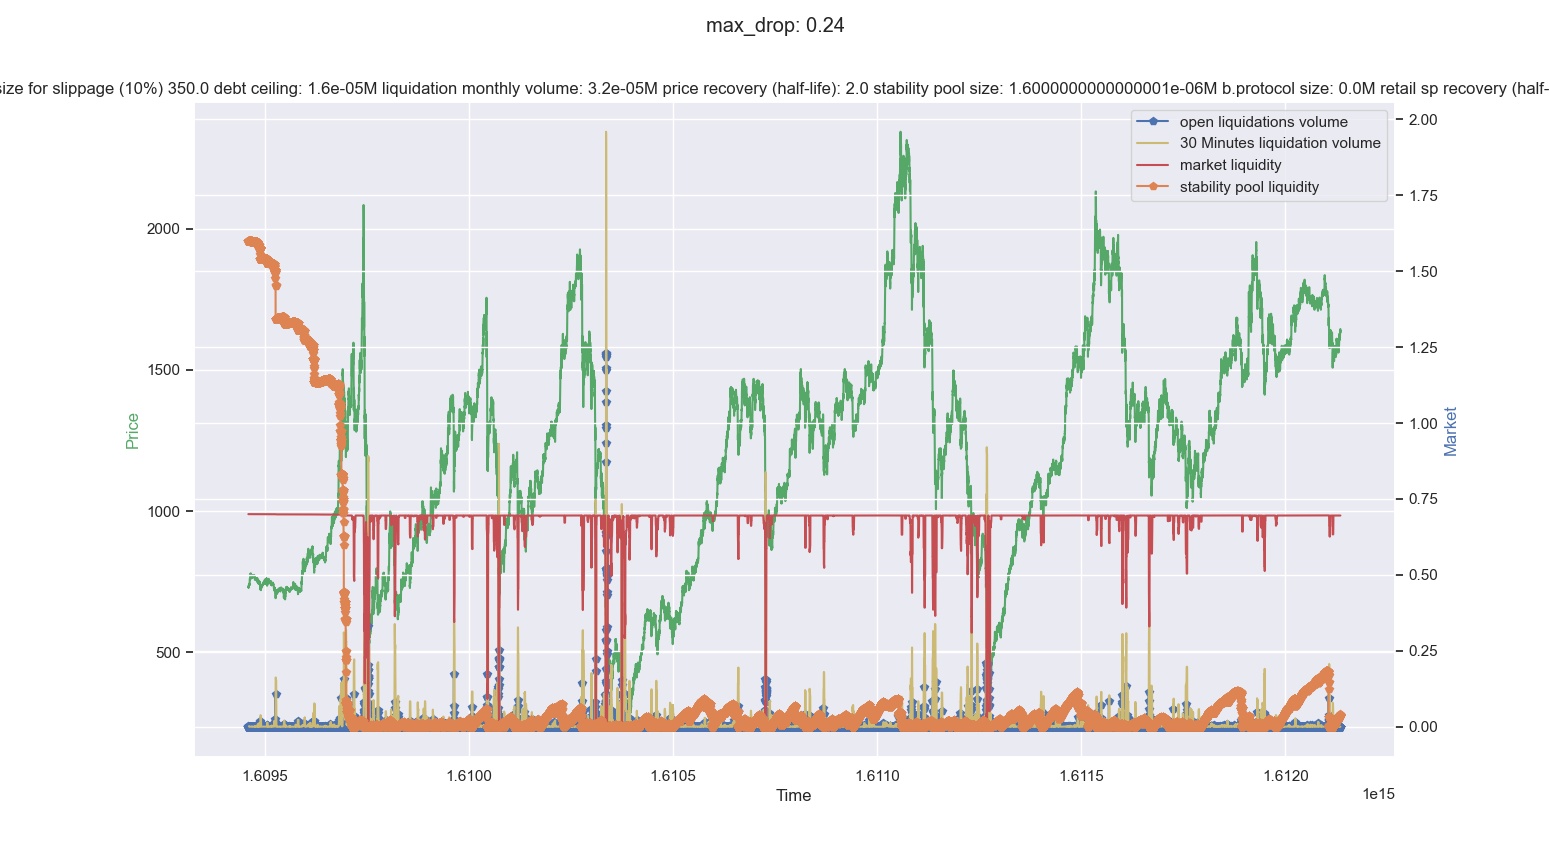 max_drop: 0.24
size for slippage (10%) 350.0 debt ceiling: 1.6e-05M liquidation monthly volume: 3.2e-05M price recovery (half-life): 2.0 stability pool size: 1.6000000000000001e-06M b.protocol size: 0.0M retail sp recovery (half-
open liquidations volume
30 Minutes liquidation volume
market liquidity
stability pool liquidity
2000
1500
1000
500
Price
2.00
1.75
1.50
1.25
1.00
0.75
0.50
0.25
0.00
Market
1.6095 1.6100 1.6105 1.6110 1.6115 1.6120
1e15
Time